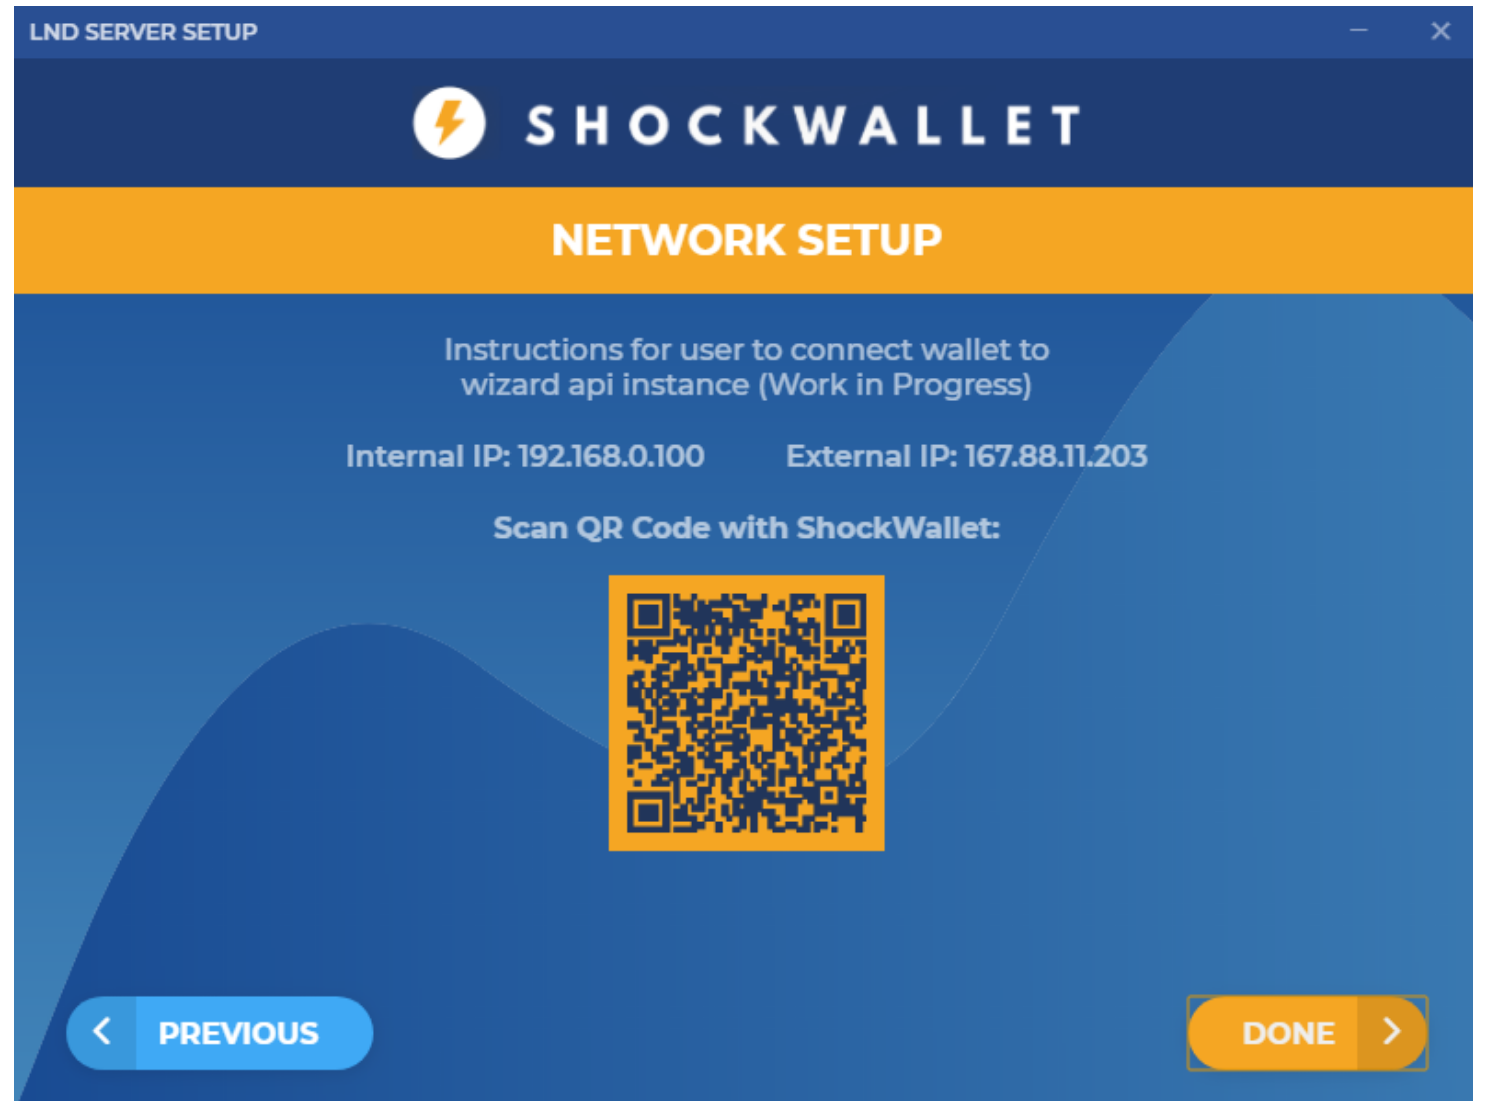 LND SERVER SETUP
SHOCKWALLET
NETWORK SETUP
Instructions for user to connect wallet to
wizard api instance (Work in Progress)
Internal IP: 192.168.0.100 External IP: 167.88.11.203
Scan QR Code with ShockWallet:
PREVIOUS
DONE